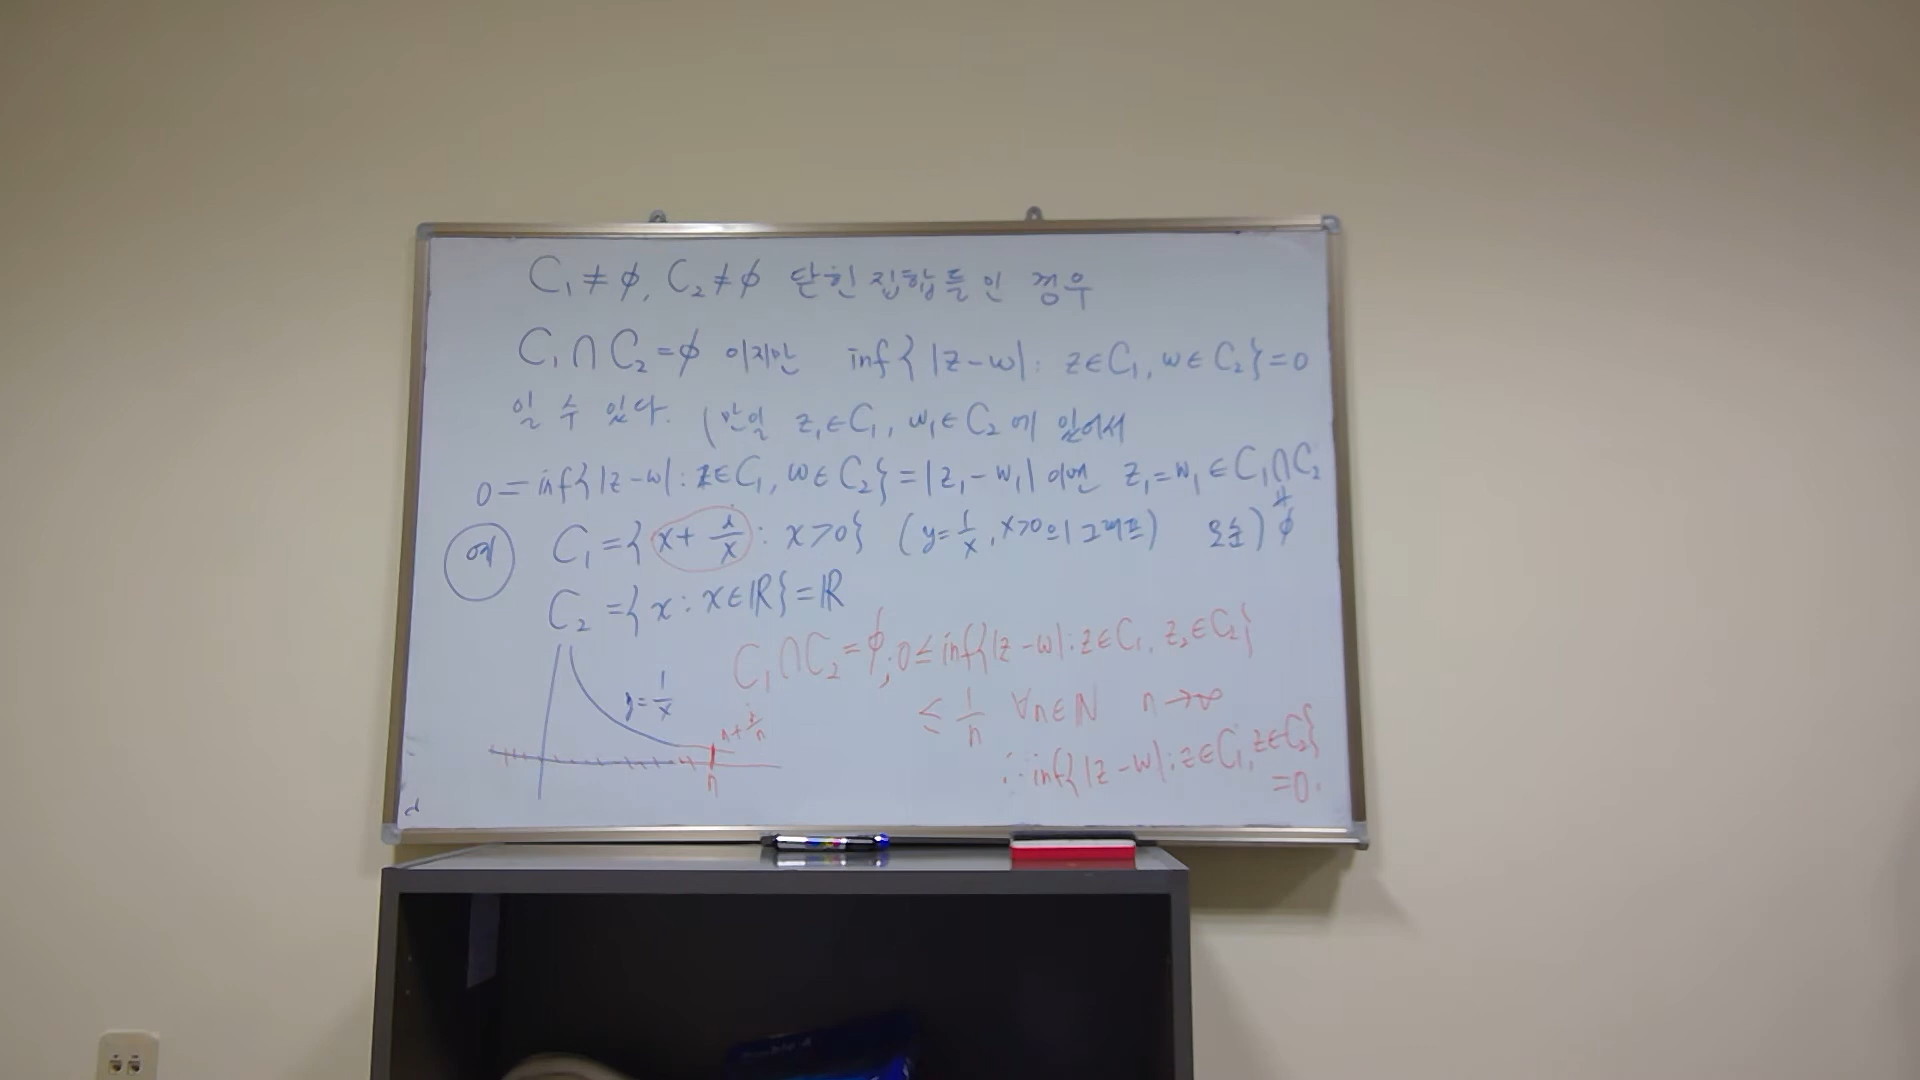 C₁≠ϕ, C₂≠ϕ 닫힌 집합들인 경우
C₁∩C₂=ϕ 이지만 inf{|z-w|: z∈C₁, w∈C₂}=0
일 수 있다. (만일 z₁∈C₁, w₁∈C₂에 있어서
0=inf{|z-w|: z∈C₁, w∈C₂}=|z₁-w₁| 이면 z₁=w₁∈C₁∩C₂
예 C₁={x+i/x: x>0} (y=1/x, x>0의 그래프) 모순) ϕ
C₂={x: x∈ℝ}=ℝ
C₁∩C₂=ϕ, 0≤inf{|z-w|: z∈C₁, z₂∈C₂}
y=1/x
≤ 1/n ∀n∈ℕ n→∞
n+i/n
n
∴inf{|z-w|: z∈C₁, z∈C₂}
=0.